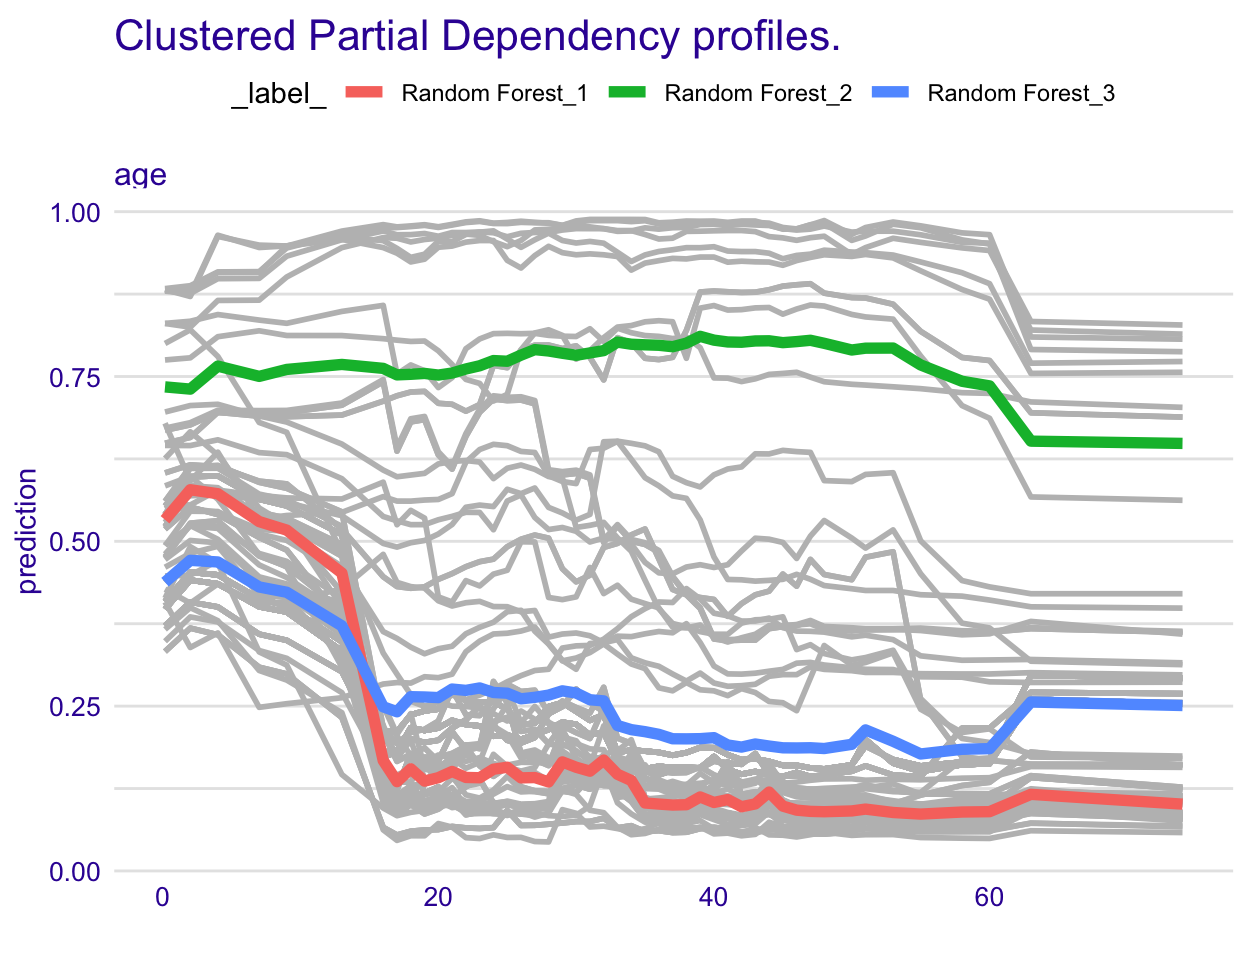 Clustered Partial Dependency profiles.
_label_ Random Forest_1 Random Forest_2 Random Forest_3
age
1.00
0.75
0.50
0.25
0.00
prediction
0 20 40 60